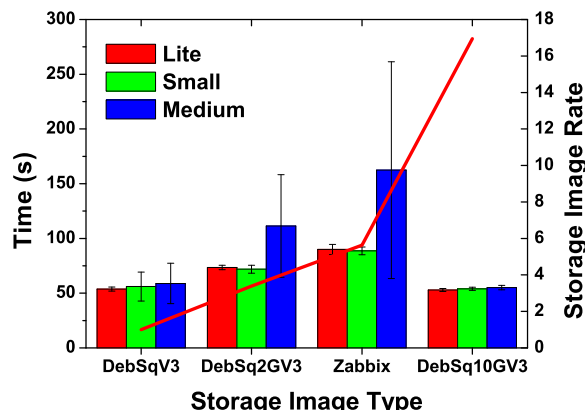 300
250
200
150
100
50
0
Time (s)
Lite
Small
Medium
18
16
14
12
10
8
6
4
2
0
Storage Image Rate
DebSqV3 DebSq2GV3 Zabbix DebSq10GV3
Storage Image Type